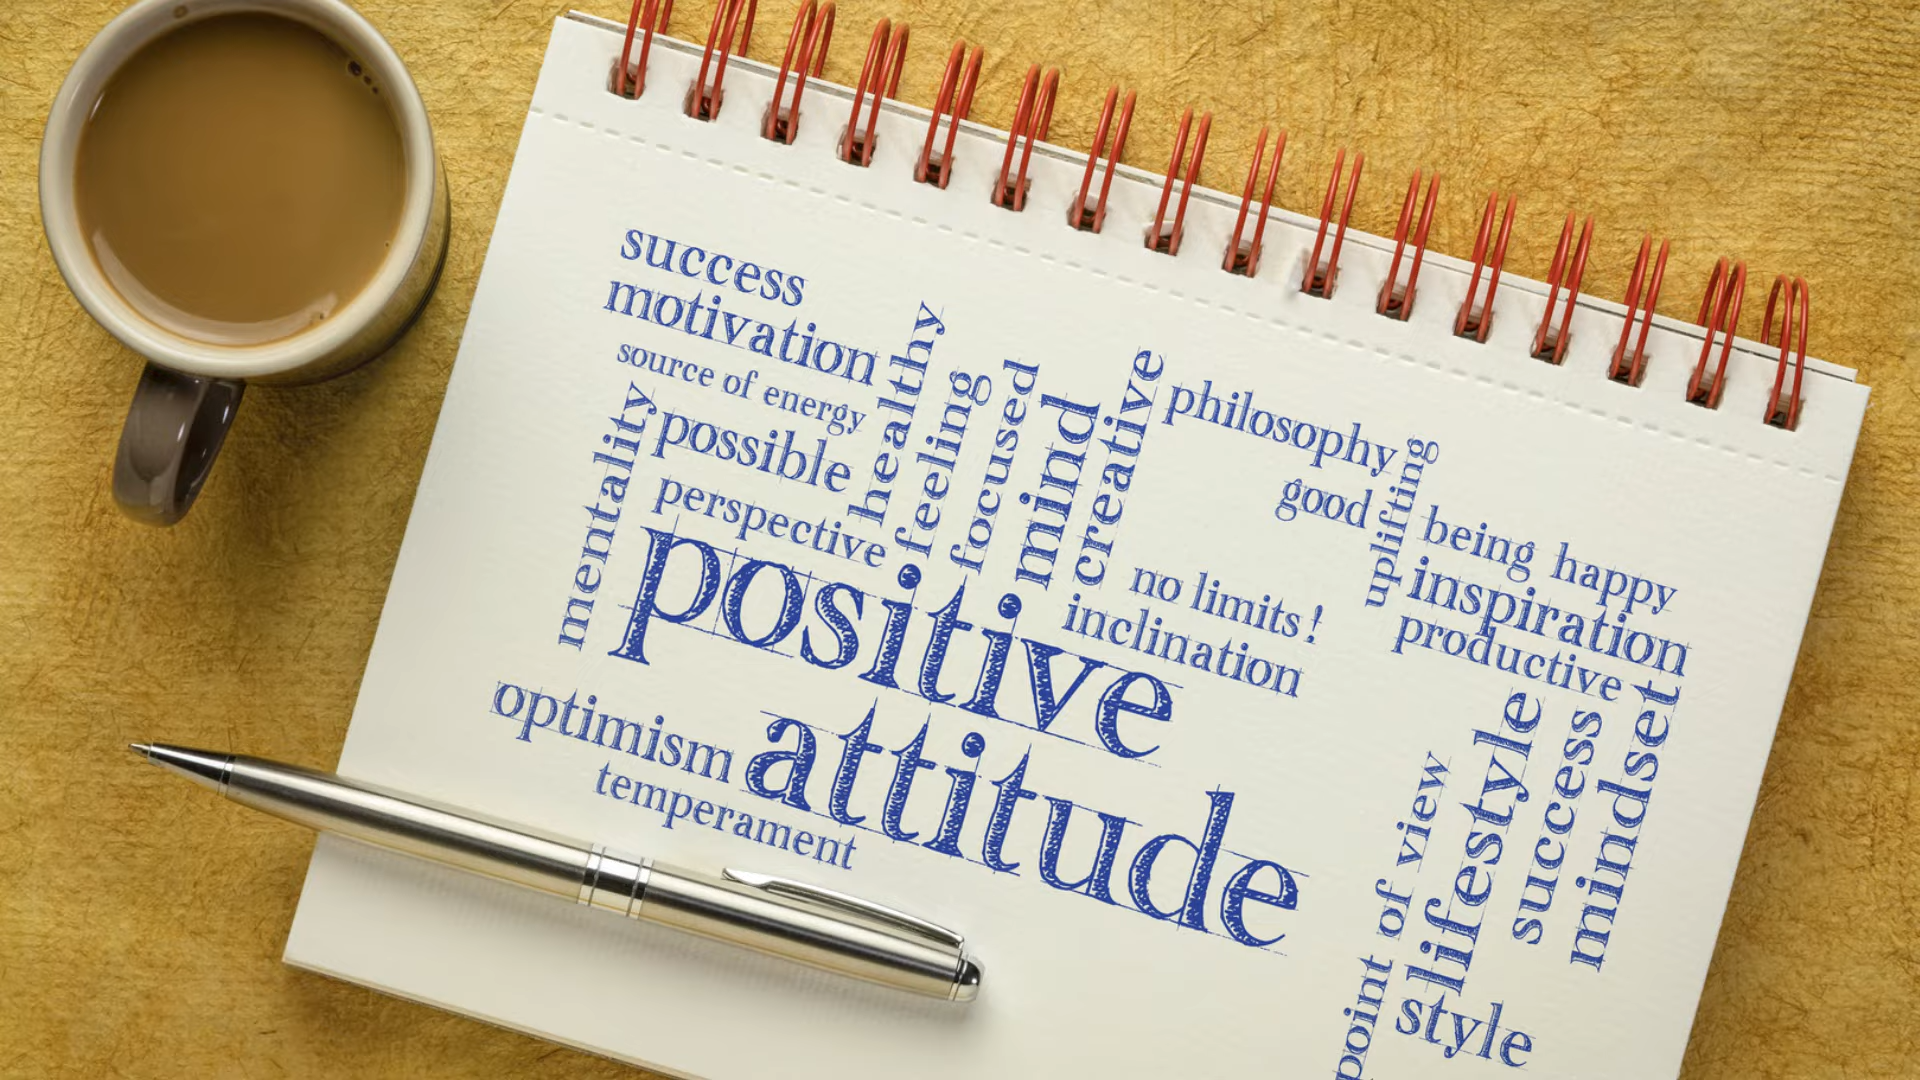 success
motivation
source of energy
possible
perspective
mentality
healthy
feeling
focused
mind
creative
philosophy
good
uplifting
being happy
inspiration
productive
no limits!
inclination
positive
attitude
optimism
temperament
point of view
lifestyle
success
mindset
style